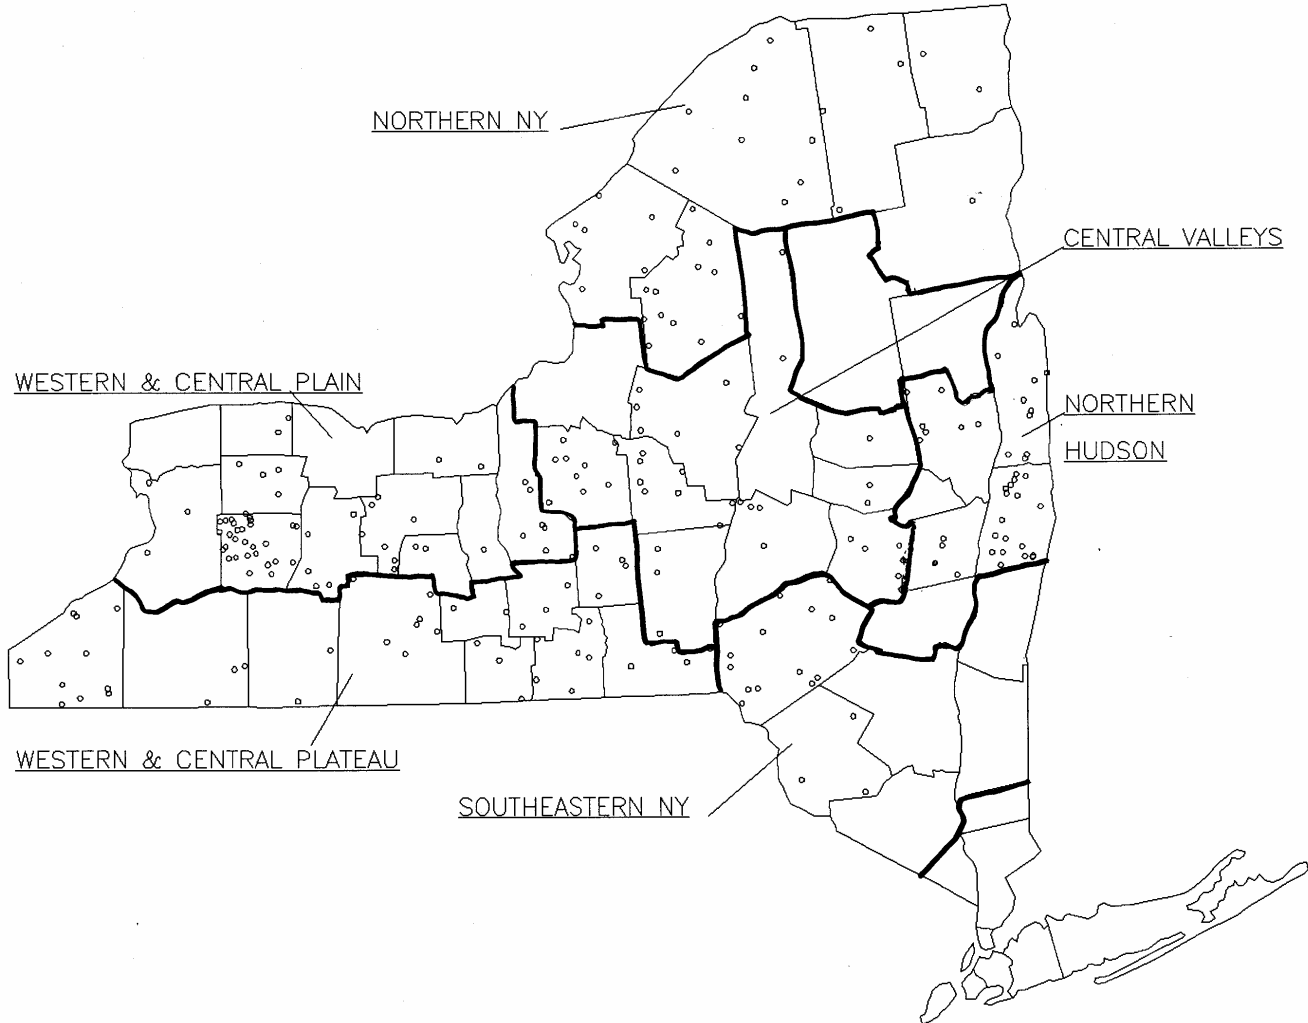 NORTHERN NY
CENTRAL VALLEYS
WESTERN & CENTRAL PLAIN
NORTHERN
HUDSON
WESTERN & CENTRAL PLATEAU
SOUTHEASTERN NY